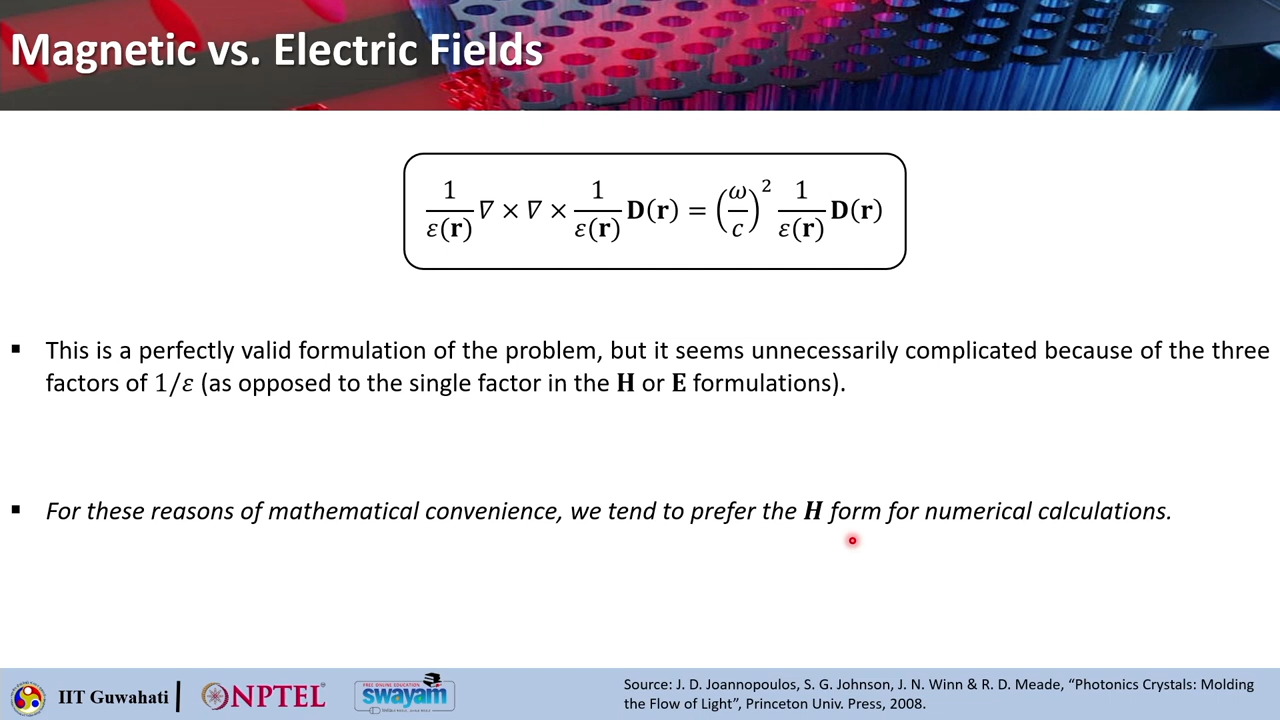 Magnetic vs. Electric Fields
1/ε(𝐫) ∇ × ∇ × 1/ε(𝐫) 𝐃(𝐫) = (ω/c)² 1/ε(𝐫) 𝐃(𝐫)
▪ This is a perfectly valid formulation of the problem, but it seems unnecessarily complicated because of the three
factors of 1/ε (as opposed to the single factor in the 𝐇 or 𝐄 formulations).
▪ For these reasons of mathematical convenience, we tend to prefer the 𝑯 form for numerical calculations.
IIT Guwahati
NPTEL
FREE ONLINE EDUCATION
swayam
Source: J. D. Joannopoulos, S. G. Johnson, J. N. Winn & R. D. Meade, “Photonics Crystals: Molding
the Flow of Light”, Princeton Univ. Press, 2008.